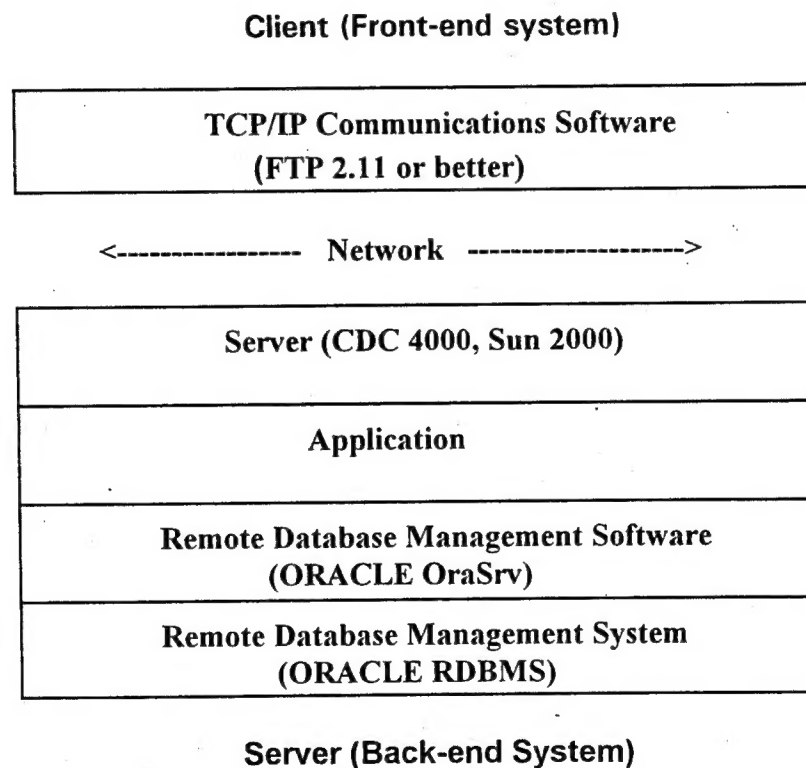 Client (Front-end system)
TCP/IP Communications Software
(FTP 2.11 or better)
<----------------- Network -------------------->
Server (CDC 4000, Sun 2000)
Application
Remote Database Management Software
(ORACLE OraSrv)
Remote Database Management System
(ORACLE RDBMS)
Server (Back-end System)